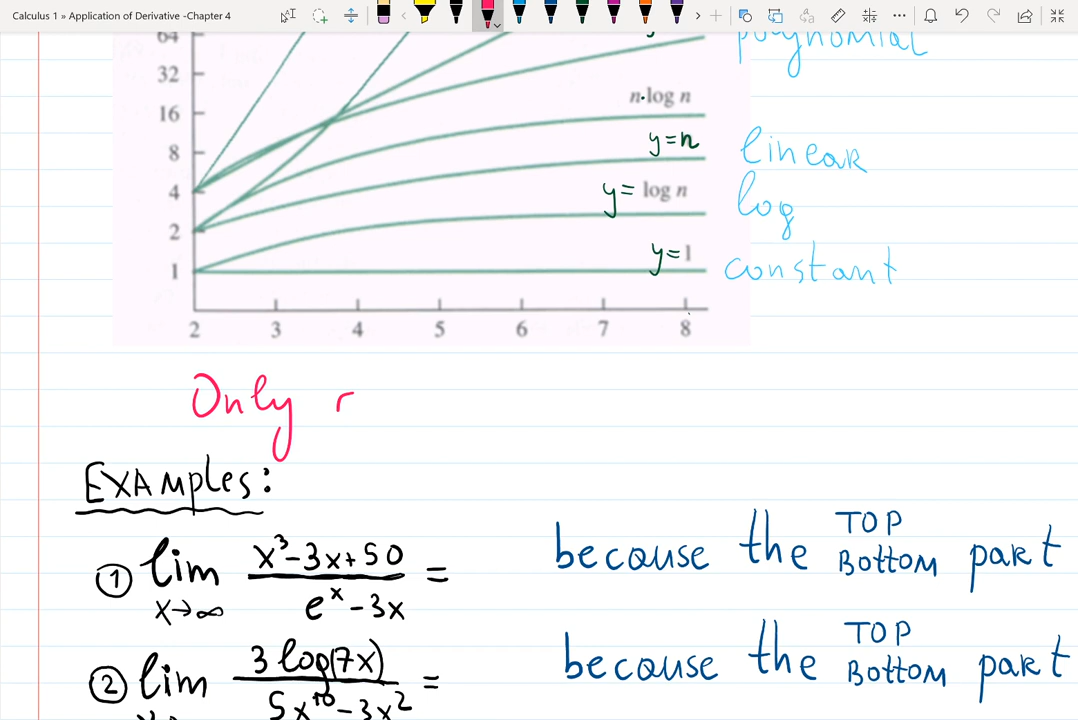 Calculus 1 » Application of Derivative -Chapter 4
64
polynomial
32
16
n·log n
8
y=n
linear
4
y= log n
log
2
y=1
constant
1
2 3 4 5 6 7 8
Only r
EXAMPLES:
① lim x→∞ x³-3x+50 / e^x -3x =
because the TOP BOTTOM part
② lim 3 log(7x) / 5x^10 -3x² =
because the TOP BOTTOM part